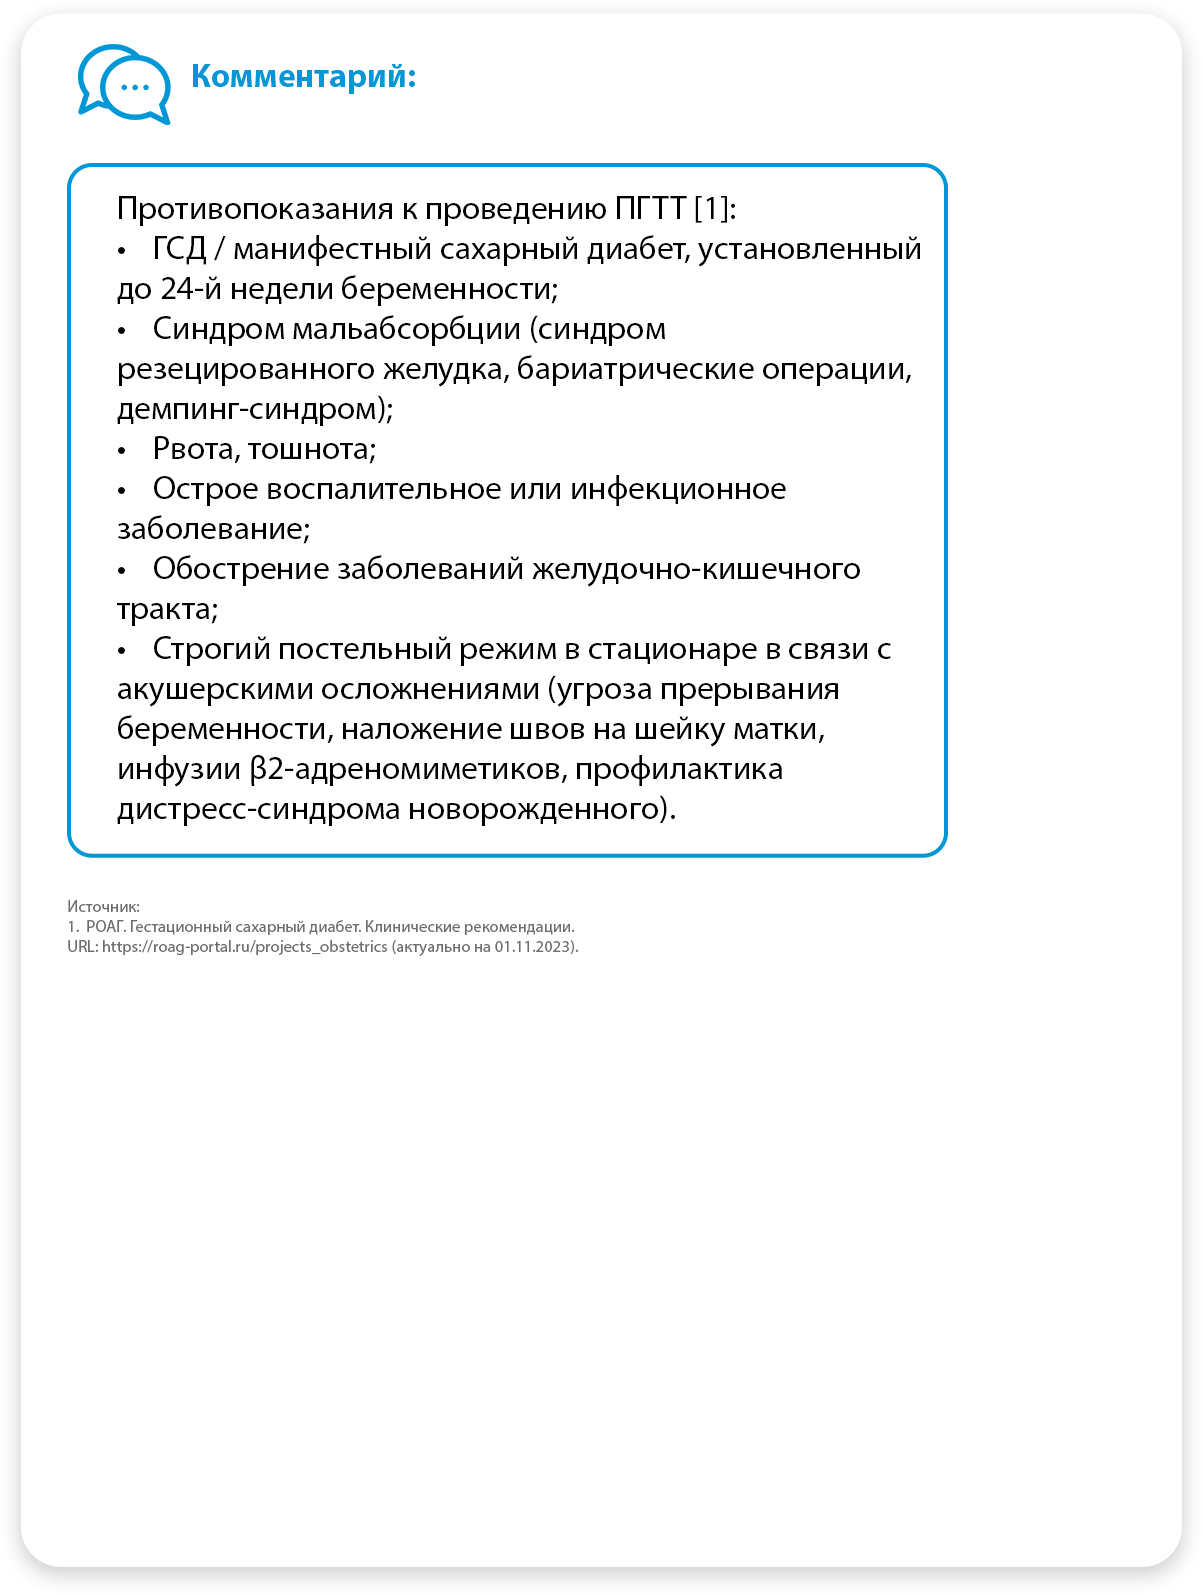 Комментарий:
Противопоказания к проведению ПГТТ [1]:
• ГСД / манифестный сахарный диабет, установленный
до 24-й недели беременности;
• Синдром мальабсорбции (синдром
резецированного желудка, бариатрические операции,
демпинг-синдром);
• Рвота, тошнота;
• Острое воспалительное или инфекционное
заболевание;
• Обострение заболеваний желудочно-кишечного
тракта;
• Строгий постельный режим в стационаре в связи с
акушерскими осложнениями (угроза прерывания
беременности, наложение швов на шейку матки,
инфузии β2-адреномиметиков, профилактика
дистресс-синдрома новорожденного).
Источник:
1. РОАГ. Гестационный сахарный диабет. Клинические рекомендации.
URL: https://roag-portal.ru/projects_obstetrics (актуально на 01.11.2023).